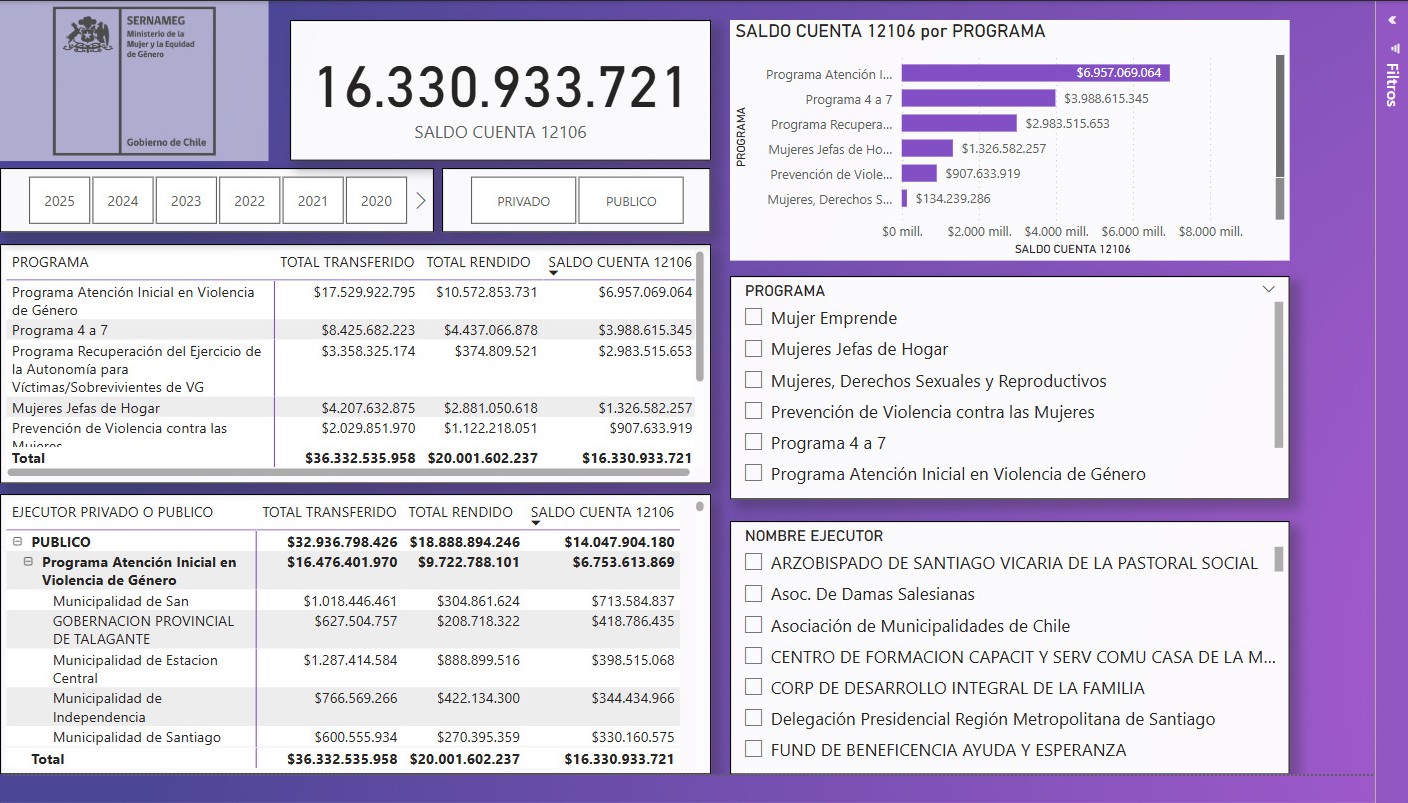 SERNAMEG
Ministerio de la
Mujer y la Equidad
de Género
Gobierno de Chile
16.330.933.721
SALDO CUENTA 12106
2025 2024 2023 2022 2021 2020
PRIVADO PUBLICO
PROGRAMA TOTAL TRANSFERIDO TOTAL RENDIDO SALDO CUENTA 12106
Programa Atención Inicial en Violencia $17.529.922.795 $10.572.853.731 $6.957.069.064
de Género
Programa 4 a 7 $8.425.682.223 $4.437.066.878 $3.988.615.345
Programa Recuperación del Ejercicio de $3.358.325.174 $374.809.521 $2.983.515.653
la Autonomía para
Víctimas/Sobrevivientes de VG
Mujeres Jefas de Hogar $4.207.632.875 $2.881.050.618 $1.326.582.257
Prevención de Violencia contra las $2.029.851.970 $1.122.218.051 $907.633.919
Mujeres
Total $36.332.535.958 $20.001.602.237 $16.330.933.721
EJECUTOR PRIVADO O PUBLICO TOTAL TRANSFERIDO TOTAL RENDIDO SALDO CUENTA 12106
PUBLICO $32.936.798.426 $18.888.894.246 $14.047.904.180
Programa Atención Inicial en $16.476.401.970 $9.722.788.101 $6.753.613.869
Violencia de Género
Municipalidad de San $1.018.446.461 $304.861.624 $713.584.837
GOBERNACION PROVINCIAL $627.504.757 $208.718.322 $418.786.435
DE TALAGANTE
Municipalidad de Estacion $1.287.414.584 $888.899.516 $398.515.068
Central
Municipalidad de $766.569.266 $422.134.300 $344.434.966
Independencia
Municipalidad de Santiago $600.555.934 $270.395.359 $330.160.575
Total $36.332.535.958 $20.001.602.237 $16.330.933.721
SALDO CUENTA 12106 por PROGRAMA
PROGRAMA
Programa Atención I... $6.957.069.064
Programa 4 a 7 $3.988.615.345
Programa Recupera... $2.983.515.653
Mujeres Jefas de Ho... $1.326.582.257
Prevención de Viole... $907.633.919
Mujeres, Derechos S... $134.239.286
$0 mill. $2.000 mill. $4.000 mill. $6.000 mill. $8.000 mill.
SALDO CUENTA 12106
PROGRAMA
Mujer Emprende
Mujeres Jefas de Hogar
Mujeres, Derechos Sexuales y Reproductivos
Prevención de Violencia contra las Mujeres
Programa 4 a 7
Programa Atención Inicial en Violencia de Género
NOMBRE EJECUTOR
ARZOBISPADO DE SANTIAGO VICARIA DE LA PASTORAL SOCIAL
Asoc. De Damas Salesianas
Asociación de Municipalidades de Chile
CENTRO DE FORMACION CAPACIT Y SERV COMU CASA DE LA M...
CORP DE DESARROLLO INTEGRAL DE LA FAMILIA
Delegación Presidencial Región Metropolitana de Santiago
FUND DE BENEFICENCIA AYUDA Y ESPERANZA
Filtros